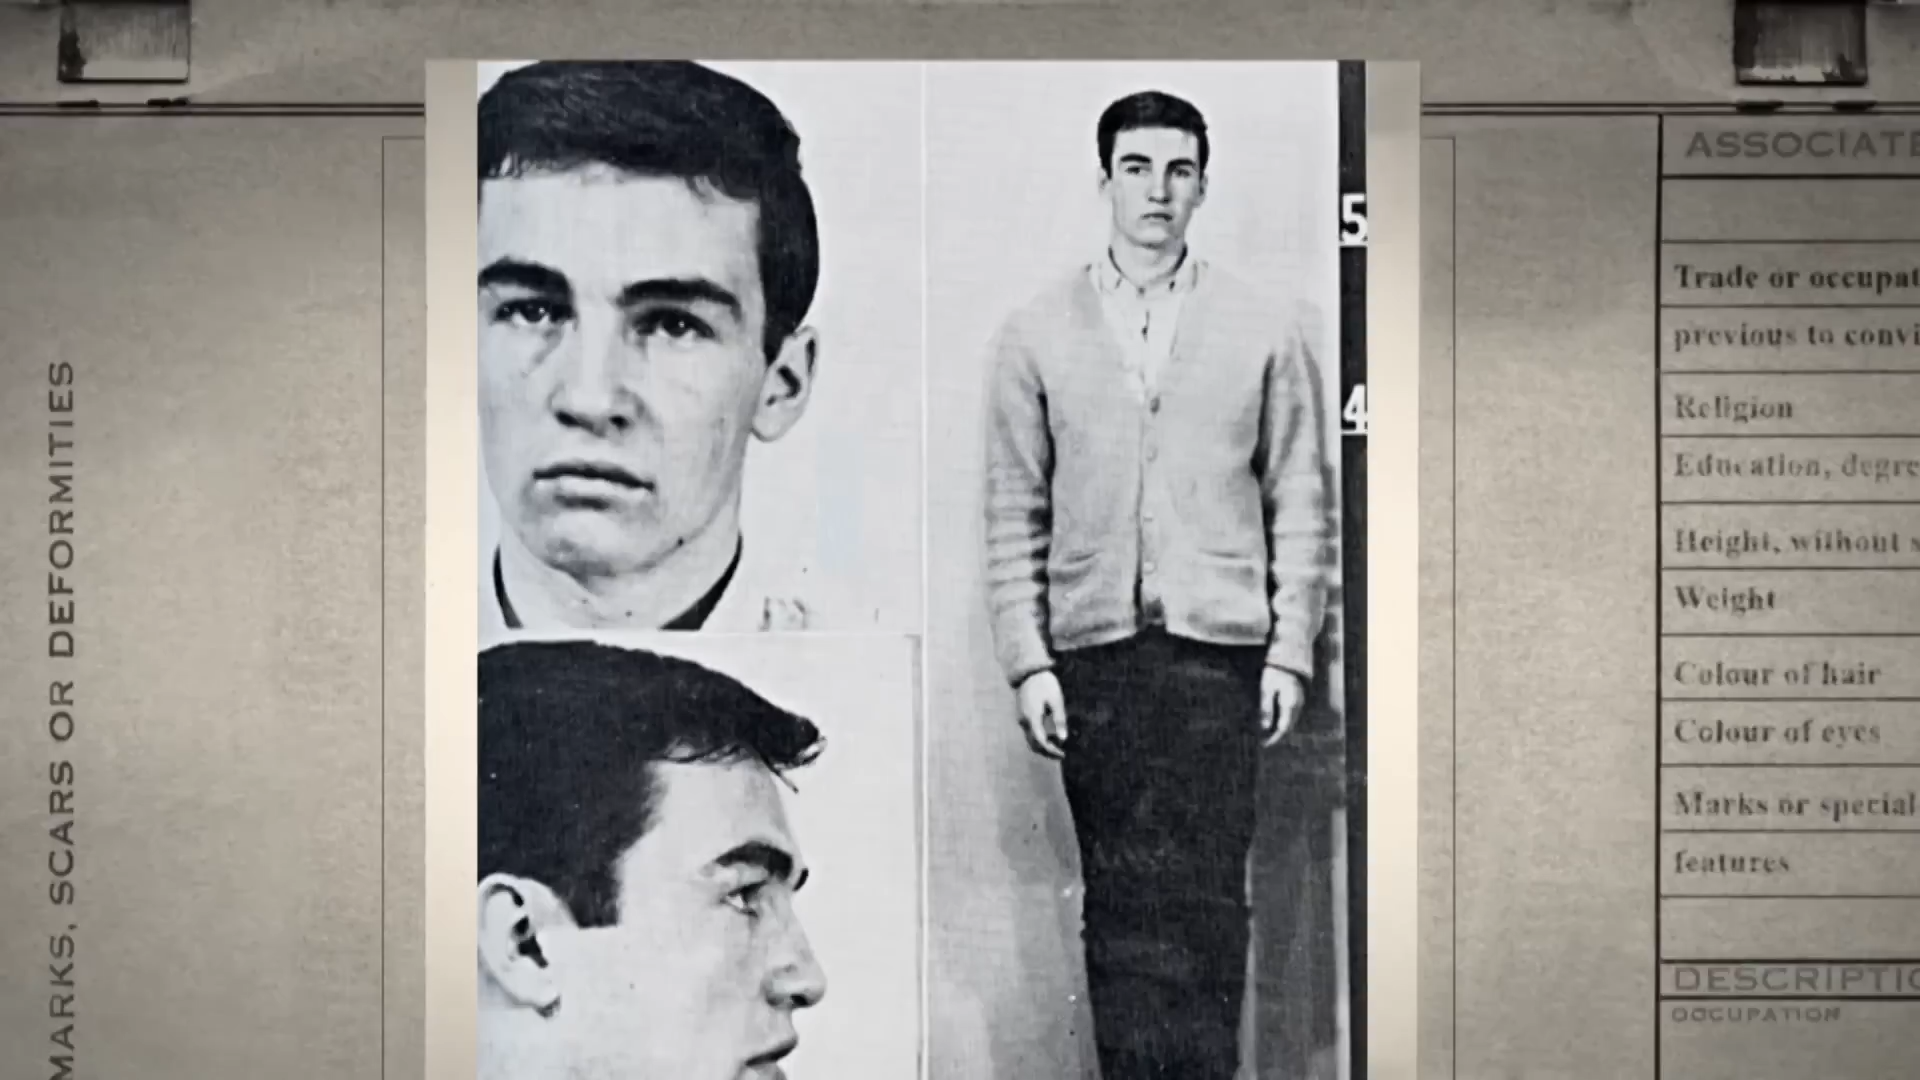 MARKS, SCARS OR DEFORMITIES
5
4
ASSOCIATE
Trade or occupat
previous to convi
Religion
Education, degre
Height, without s
Weight
Colour of hair
Colour of eyes
Marks or special
features
DESCRIPTIO
OCCUPATION